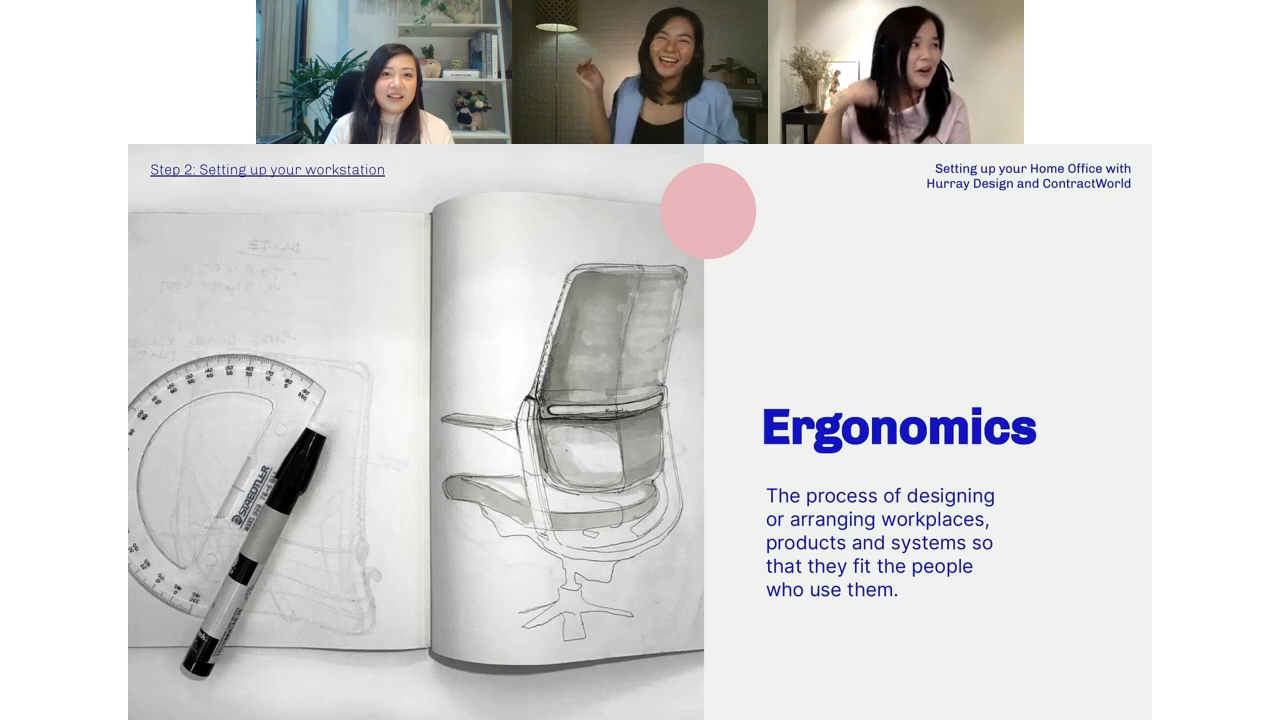 Step 2: Setting up your workstation
Setting up your Home Office with
Hurray Design and ContractWorld
Ergonomics
The process of designing
or arranging workplaces,
products and systems so
that they fit the people
who use them.
STAEDTLER